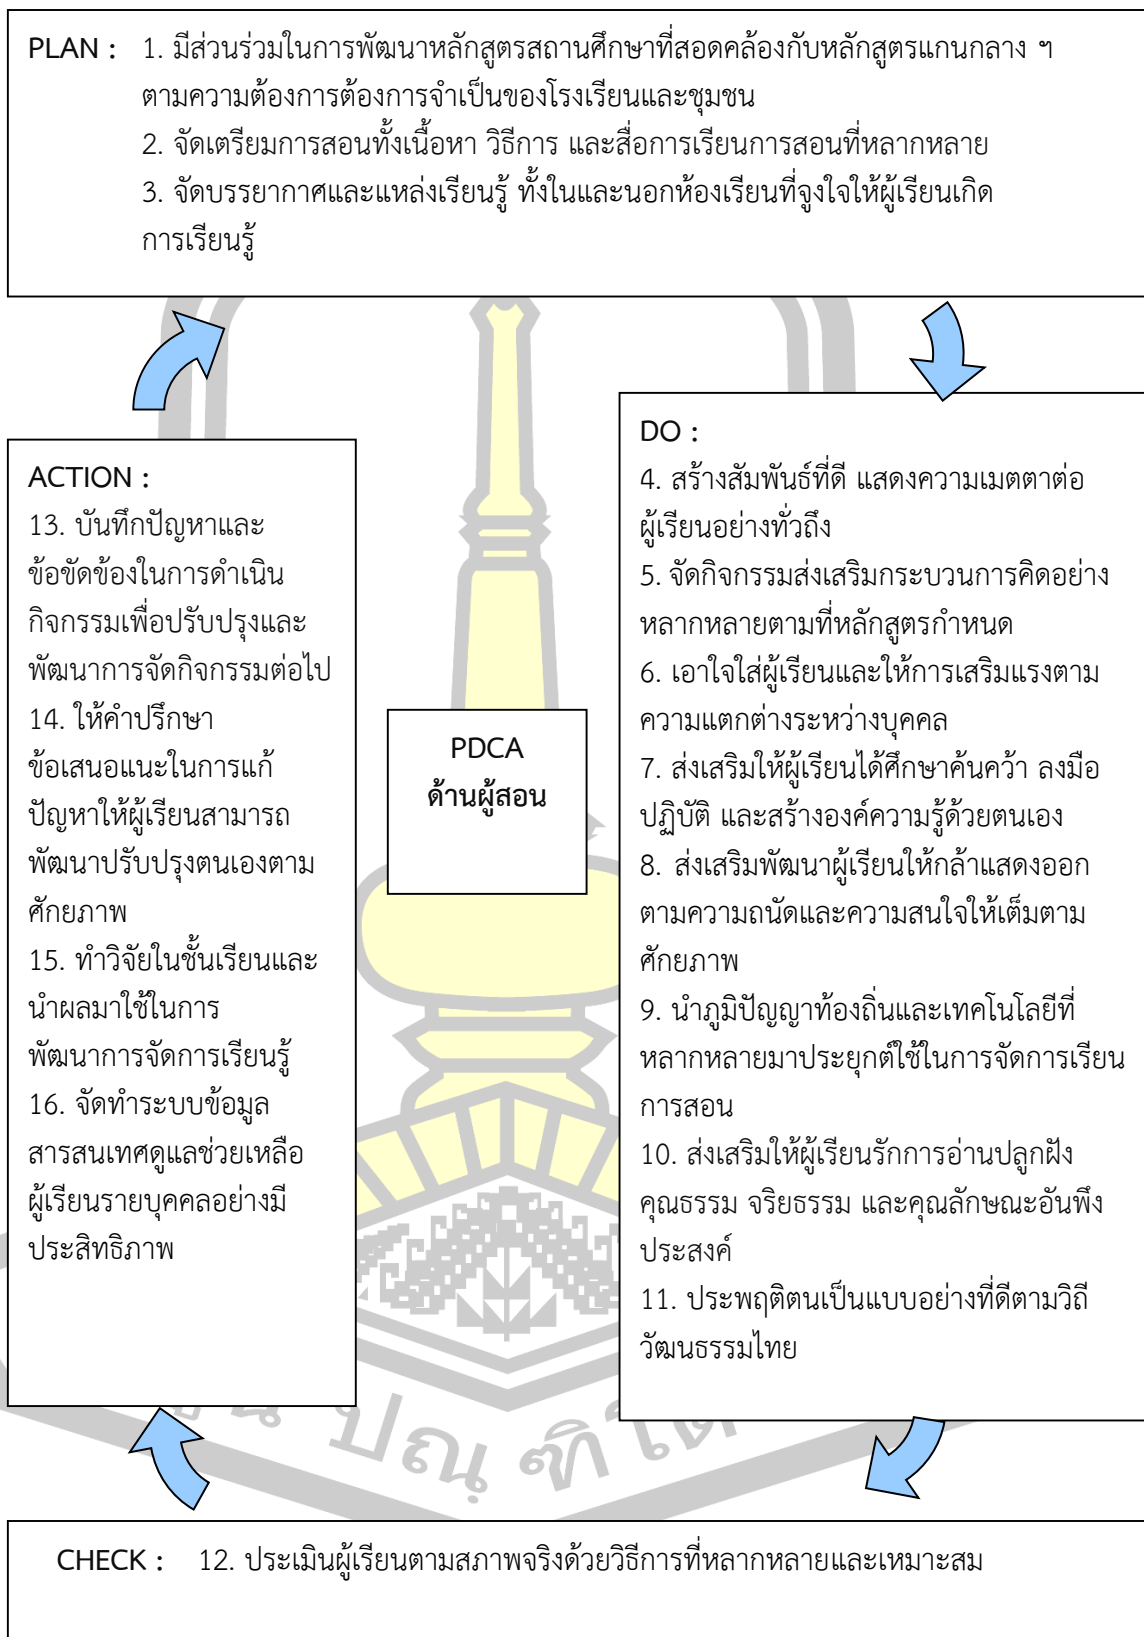 PLAN : 1. มีส่วนร่วมในการพัฒนาหลักสูตรสถานศึกษาที่สอดคล้องกับหลักสูตรแกนกลาง ฯ
ตามความต้องการต้องการจำเป็นของโรงเรียนและชุมชน
2. จัดเตรียมการสอนทั้งเนื้อหา วิธีการ และสื่อการเรียนการสอนที่หลากหลาย
3. จัดบรรยากาศและแหล่งเรียนรู้ ทั้งในและนอกห้องเรียนที่จูงใจให้ผู้เรียนเกิด
การเรียนรู้
DO :
4. สร้างสัมพันธ์ที่ดี แสดงความเมตตาต่อ
ผู้เรียนอย่างทั่วถึง
5. จัดกิจกรรมส่งเสริมกระบวนการคิดอย่าง
หลากหลายตามที่หลักสูตรกำหนด
6. เอาใจใส่ผู้เรียนและให้การเสริมแรงตาม
ความแตกต่างระหว่างบุคคล
7. ส่งเสริมให้ผู้เรียนได้ศึกษาค้นคว้า ลงมือ
ปฏิบัติ และสร้างองค์ความรู้ด้วยตนเอง
8. ส่งเสริมพัฒนาผู้เรียนให้กล้าแสดงออก
ตามความถนัดและความสนใจให้เต็มตาม
ศักยภาพ
9. นำภูมิปัญญาท้องถิ่นและเทคโนโลยีที่
หลากหลายมาประยุกต์ใช้ในการจัดการเรียน
การสอน
10. ส่งเสริมให้ผู้เรียนรักการอ่านปลูกฝัง
คุณธรรม จริยธรรม และคุณลักษณะอันพึง
ประสงค์
11. ประพฤติตนเป็นแบบอย่างที่ดีตามวิถี
วัฒนธรรมไทย
PDCA
ด้านผู้สอน
ACTION :
13. บันทึกปัญหาและ
ข้อขัดข้องในการดำเนิน
กิจกรรมเพื่อปรับปรุงและ
พัฒนาการจัดกิจกรรมต่อไป
14. ให้คำปรึกษา
ข้อเสนอแนะในการแก้
ปัญหาให้ผู้เรียนสามารถ
พัฒนาปรับปรุงตนเองตาม
ศักยภาพ
15. ทำวิจัยในชั้นเรียนและ
นำผลมาใช้ในการ
พัฒนาการจัดการเรียนรู้
16. จัดทำระบบข้อมูล
สารสนเทศดูแลช่วยเหลือ
ผู้เรียนรายบุคคลอย่างมี
ประสิทธิภาพ
CHECK : 12. ประเมินผู้เรียนตามสภาพจริงด้วยวิธีการที่หลากหลายและเหมาะสม